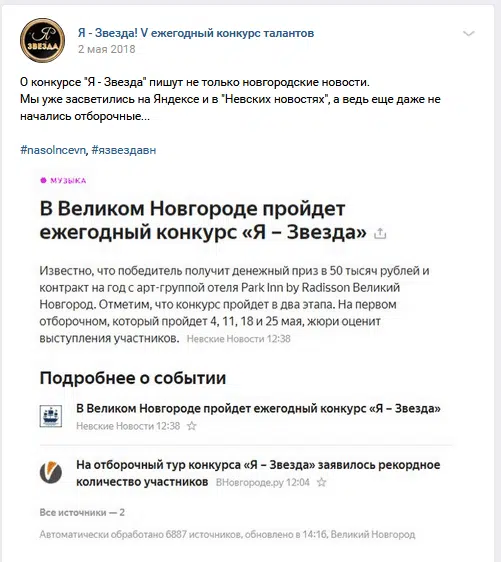 Я
ЗВЕЗДА
Я - Звезда! V ежегодный конкурс талантов
2 мая 2018
О конкурсе "Я - Звезда" пишут не только новгородские новости.
Мы уже засветились на Яндексе и в "Невских новостях", а ведь еще даже не
начались отборочные...
#nasolncevn, #язвездавн
МУЗЫКА
В Великом Новгороде пройдет
ежегодный конкурс «Я – Звезда»
Известно, что победитель получит денежный приз в 50 тысяч рублей и
контракт на год с арт-группой отеля Park Inn by Radisson Великий
Новгород. Отметим, что конкурс пройдет в два этапа. На первом
отборочном, который пройдет 4, 11, 18 и 25 мая, жюри оценит
выступления участников. Невские Новости 12:38
Подробнее о событии
В Великом Новгороде пройдет ежегодный конкурс «Я – Звезда»
Невские Новости 12:38
На отборочный тур конкурса «Я – Звезда» заявилось рекордное
количество участников ВНовгороде.ру 12:04
Все источники — 2
Автоматически обработано 6887 источников, обновлено в 14:16, Великий Новгород